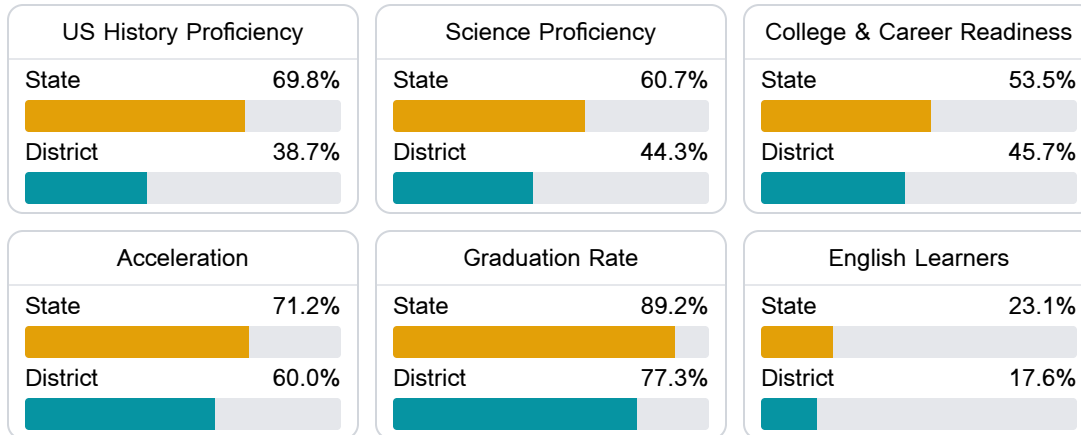 US History Proficiency
State 69.8%
District 38.7%
Science Proficiency
State 60.7%
District 44.3%
College & Career Readiness
State 53.5%
District 45.7%
Acceleration
State 71.2%
District 60.0%
Graduation Rate
State 89.2%
District 77.3%
English Learners
State 23.1%
District 17.6%